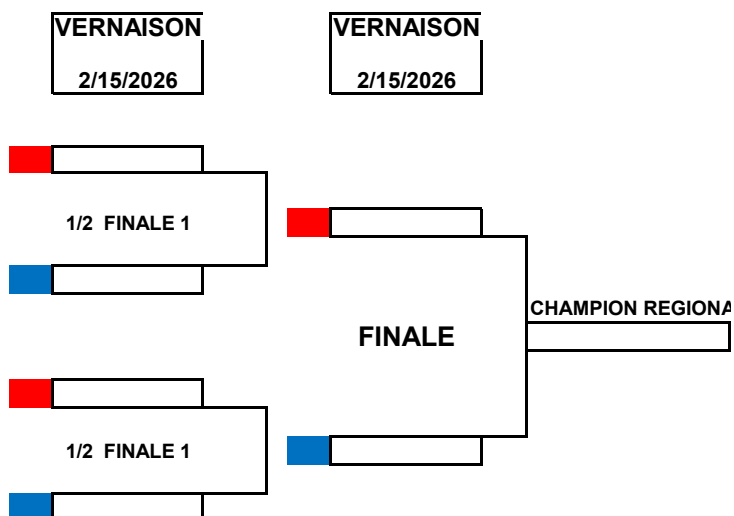 VERNAISON
2/15/2026
VERNAISON
2/15/2026
1/2 FINALE 1
CHAMPION REGIONA
FINALE
1/2 FINALE 1